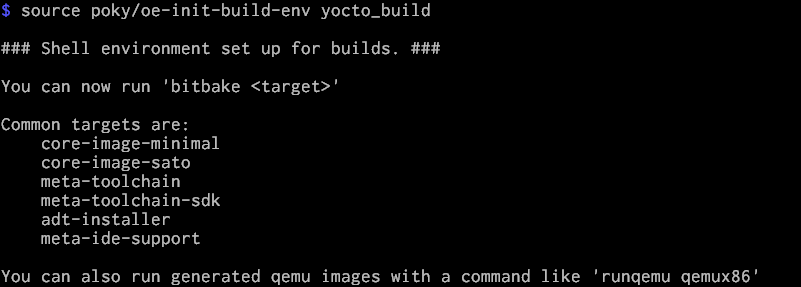 $ source poky/oe-init-build-env yocto_build
### Shell environment set up for builds. ###
You can now run 'bitbake <target>'
Common targets are:
core-image-minimal
core-image-sato
meta-toolchain
meta-toolchain-sdk
adt-installer
meta-ide-support
You can also run generated qemu images with a command like 'runqemu qemux86'